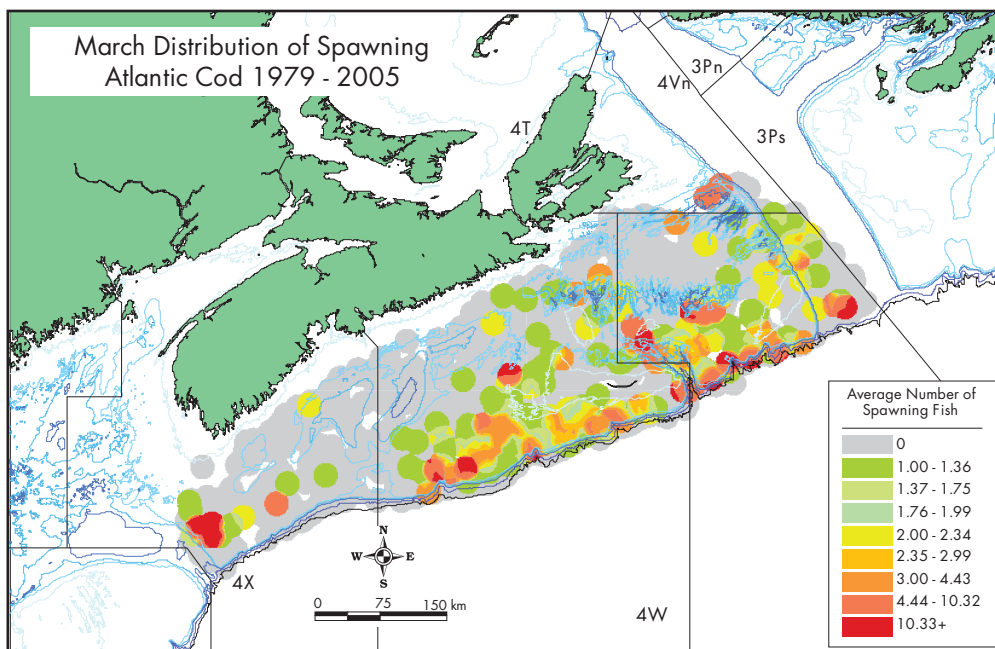 March Distribution of Spawning
Atlantic Cod 1979 - 2005
3Pn
4Vn
4T
3Ps
Average Number of
Spawning Fish
0
1.00 - 1.36
1.37 - 1.75
1.76 - 1.99
2.00 - 2.34
2.35 - 2.99
3.00 - 4.43
4.44 - 10.32
10.33+
N
W E
S
4X
0 75 150 km
4W